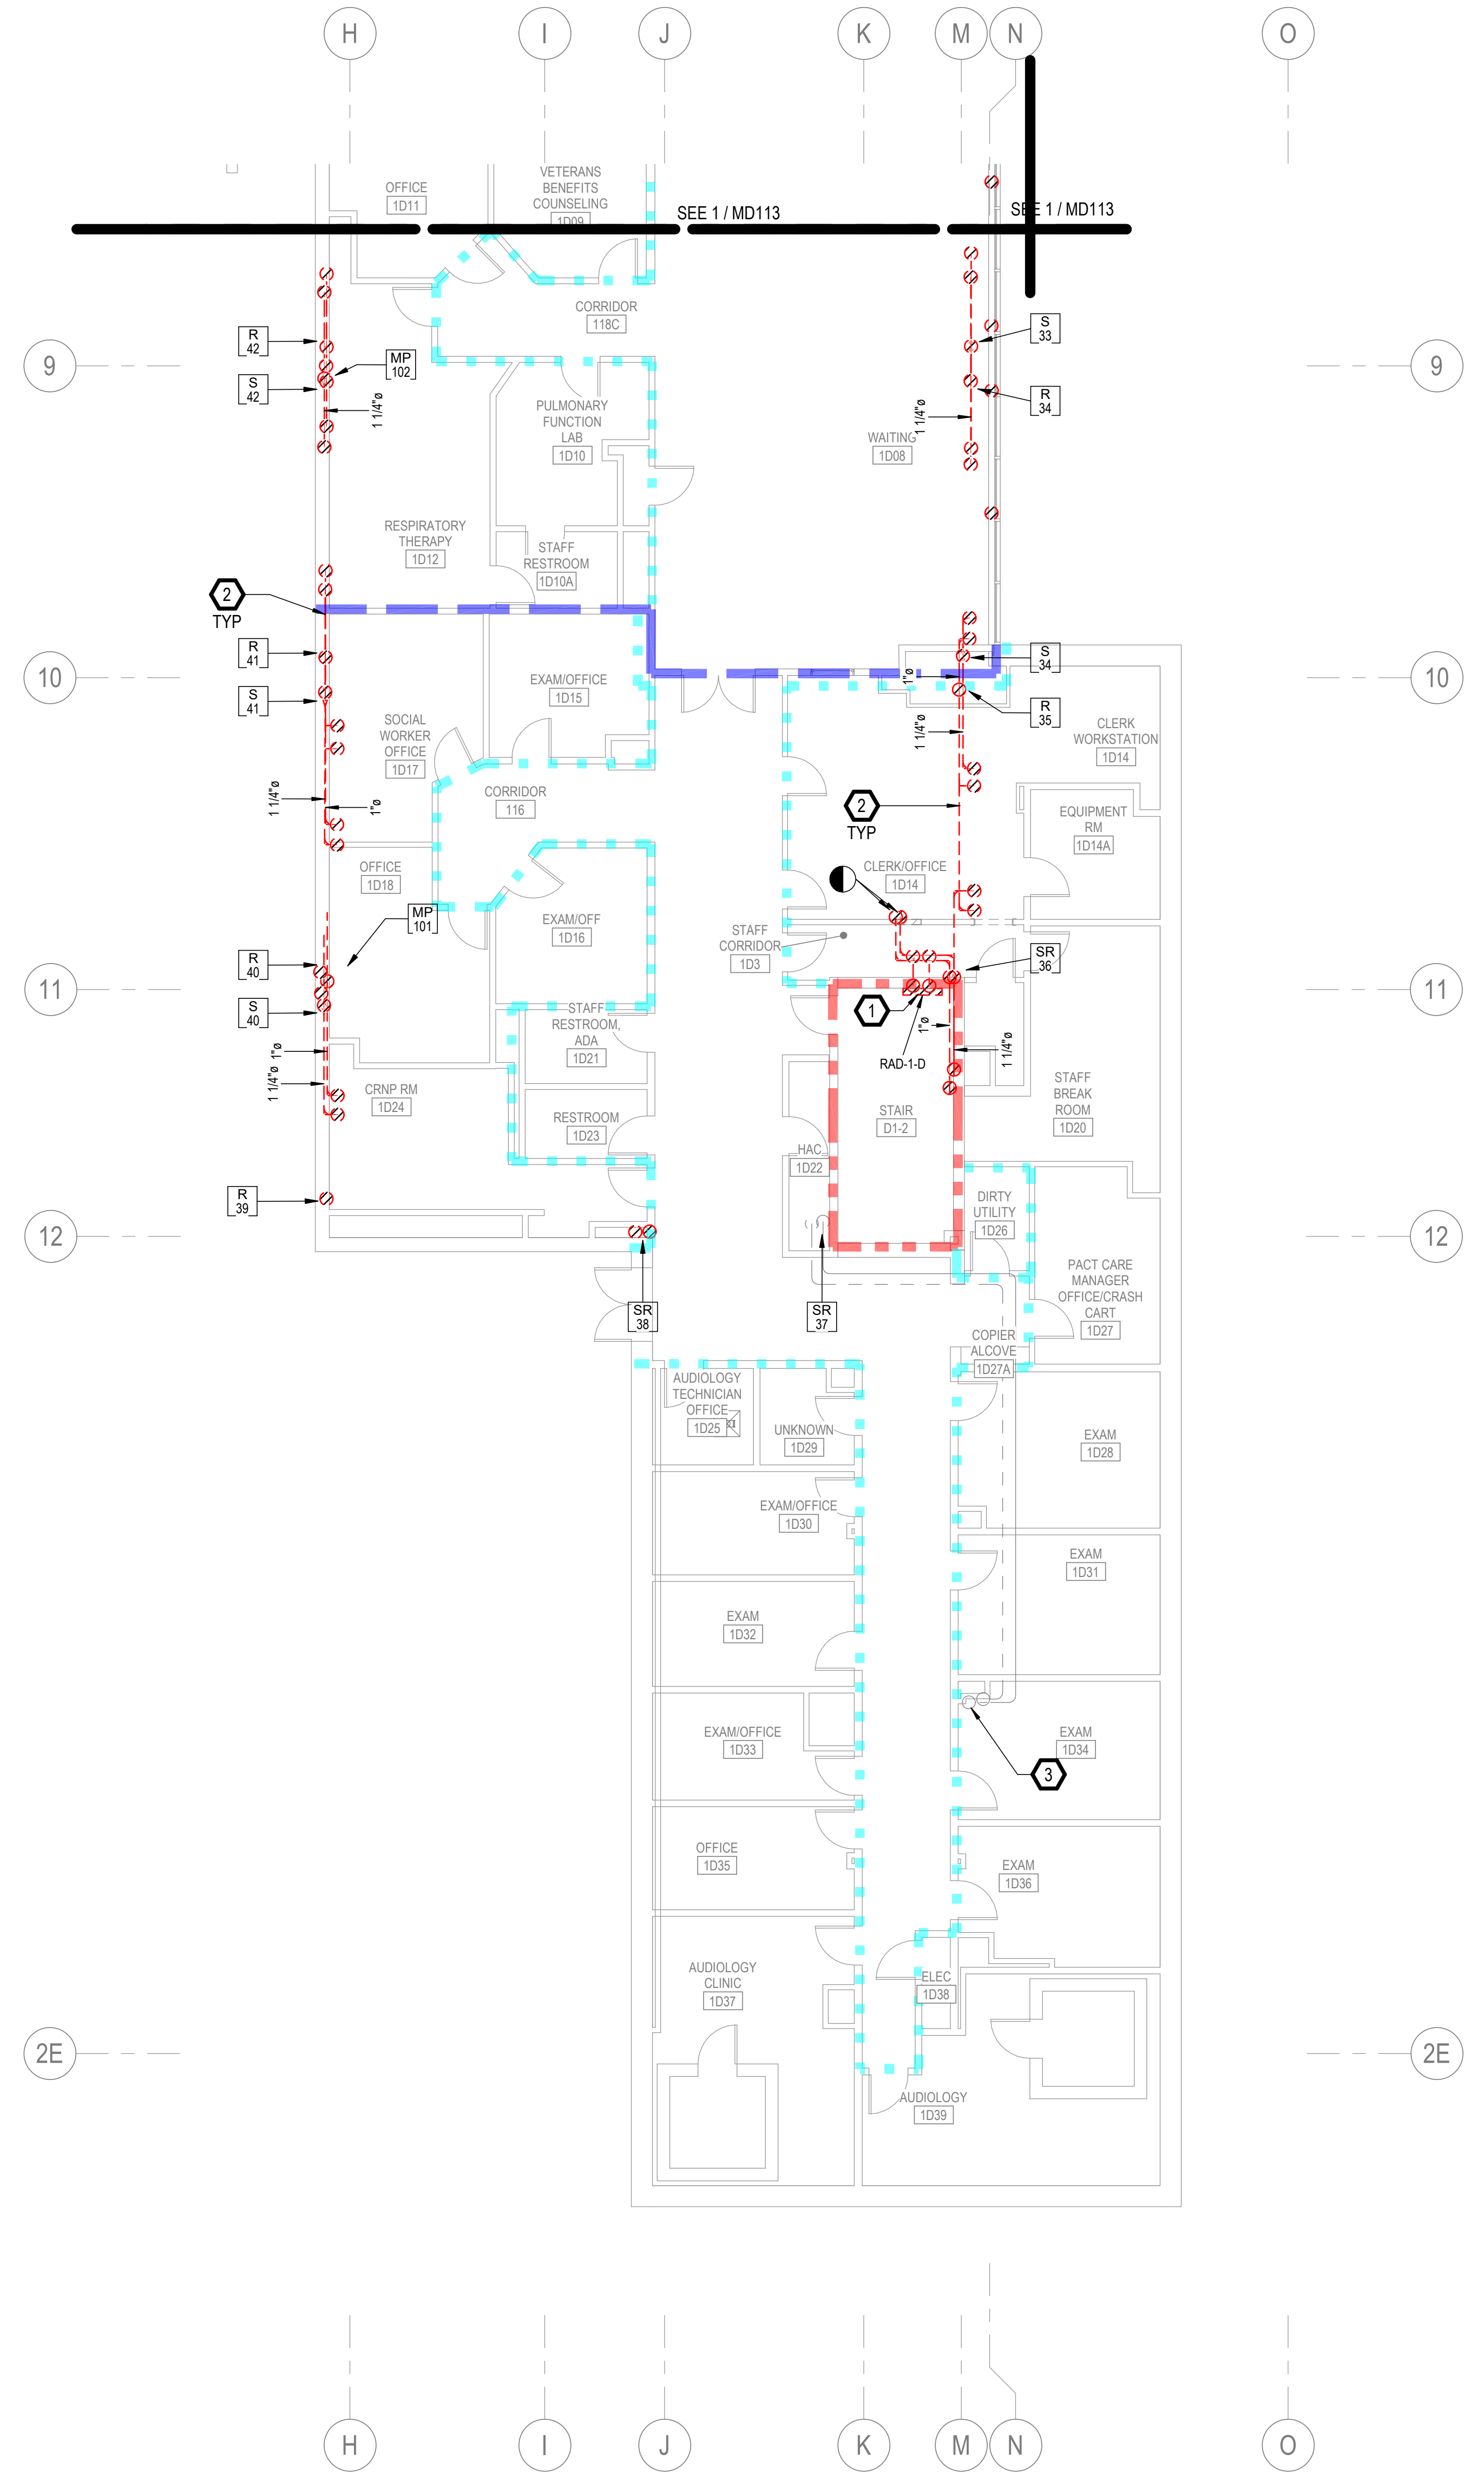 H
I
J
K
M
N
O
OFFICE
1D11
VETERANS
BENEFITS
COUNSELING
1D09
SEE 1 / MD113
SEE 1 / MD113
CORRIDOR
118C
R
42
S
42
MP
102
1 1/4"ø
S
33
R
34
1 1/4"ø
9
9
PULMONARY
FUNCTION
LAB
1D10
WAITING
1D08
RESPIRATORY
THERAPY
1D12
STAFF
RESTROOM
1D10A
2
TYP
R
41
S
41
10
10
EXAM/OFFICE
1D15
SOCIAL
WORKER
OFFICE
1D17
S
34
R
35
1"ø
1 1/4"ø
CLERK
WORKSTATION
1D14
1 1/4"ø
1"ø
CORRIDOR
116
2
TYP
EQUIPMENT
RM
1D14A
OFFICE
1D18
CLERK/OFFICE
1D14
MP
101
EXAM/OFF
1D16
STAFF
CORRIDOR
1D3
SR
36
R
40
S
40
11
11
1
RAD-1-D
1"ø
1 1/4"ø
STAFF
RESTROOM,
ADA
1D21
1"ø
1 1/4"ø
CRNP RM
1D24
RESTROOM
1D23
STAIR
D1-2
STAFF
BREAK
ROOM
1D20
HAC
1D22
R
39
DIRTY
UTILITY
1D26
12
12
SR
38
SR
37
PACT CARE
MANAGER
OFFICE/CRASH
CART
1D27
COPIER
ALCOVE
1D27A
AUDIOLOGY
TECHNICIAN
OFFICE
1D25
UNKNOWN
1D29
EXAM
1D28
EXAM/OFFICE
1D30
EXAM
1D31
EXAM
1D32
EXAM/OFFICE
1D33
EXAM
1D34
3
OFFICE
1D35
EXAM
1D36
AUDIOLOGY
CLINIC
1D37
ELEC
1D38
2E
2E
AUDIOLOGY
1D39
H
I
J
K
M
N
O